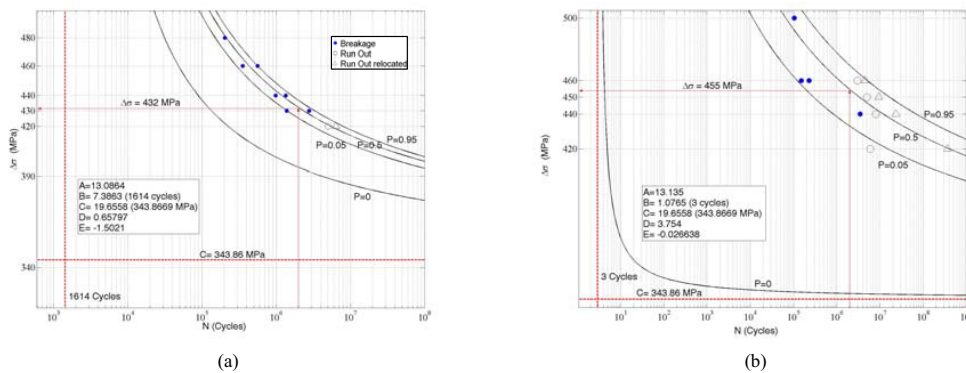 480
460
440
430
420
390
340
Δσ (MPa)
Breakage
Run Out
Run Out relocated
Δσ = 432 MPa
P=0.95
P=0.05
P=0.5
P=0
A=13.0864
B= 7.3863 (1614 cycles)
C= 19.6558 (343.8669 MPa)
D= 0.65797
E= -1.5021
C= 343.86 MPa
1614 Cycles
10³ 10⁴ 10⁵ 10⁶ 10⁷ 10⁸
N (Cycles)
(a)
500
460
450
440
420
Δσ (MPa)
Δσ = 455 MPa
P=0.95
P=0.5
P=0.05
A=13.135
B= 1.0765 (3 cycles)
C= 19.6558 (343.8669 MPa)
D= 3.754
E= -0.026638
3 Cycles
P=0
C= 343.86 MPa
10¹ 10² 10³ 10⁴ 10⁵ 10⁶ 10⁷ 10⁸
N (Cycles)
(b)